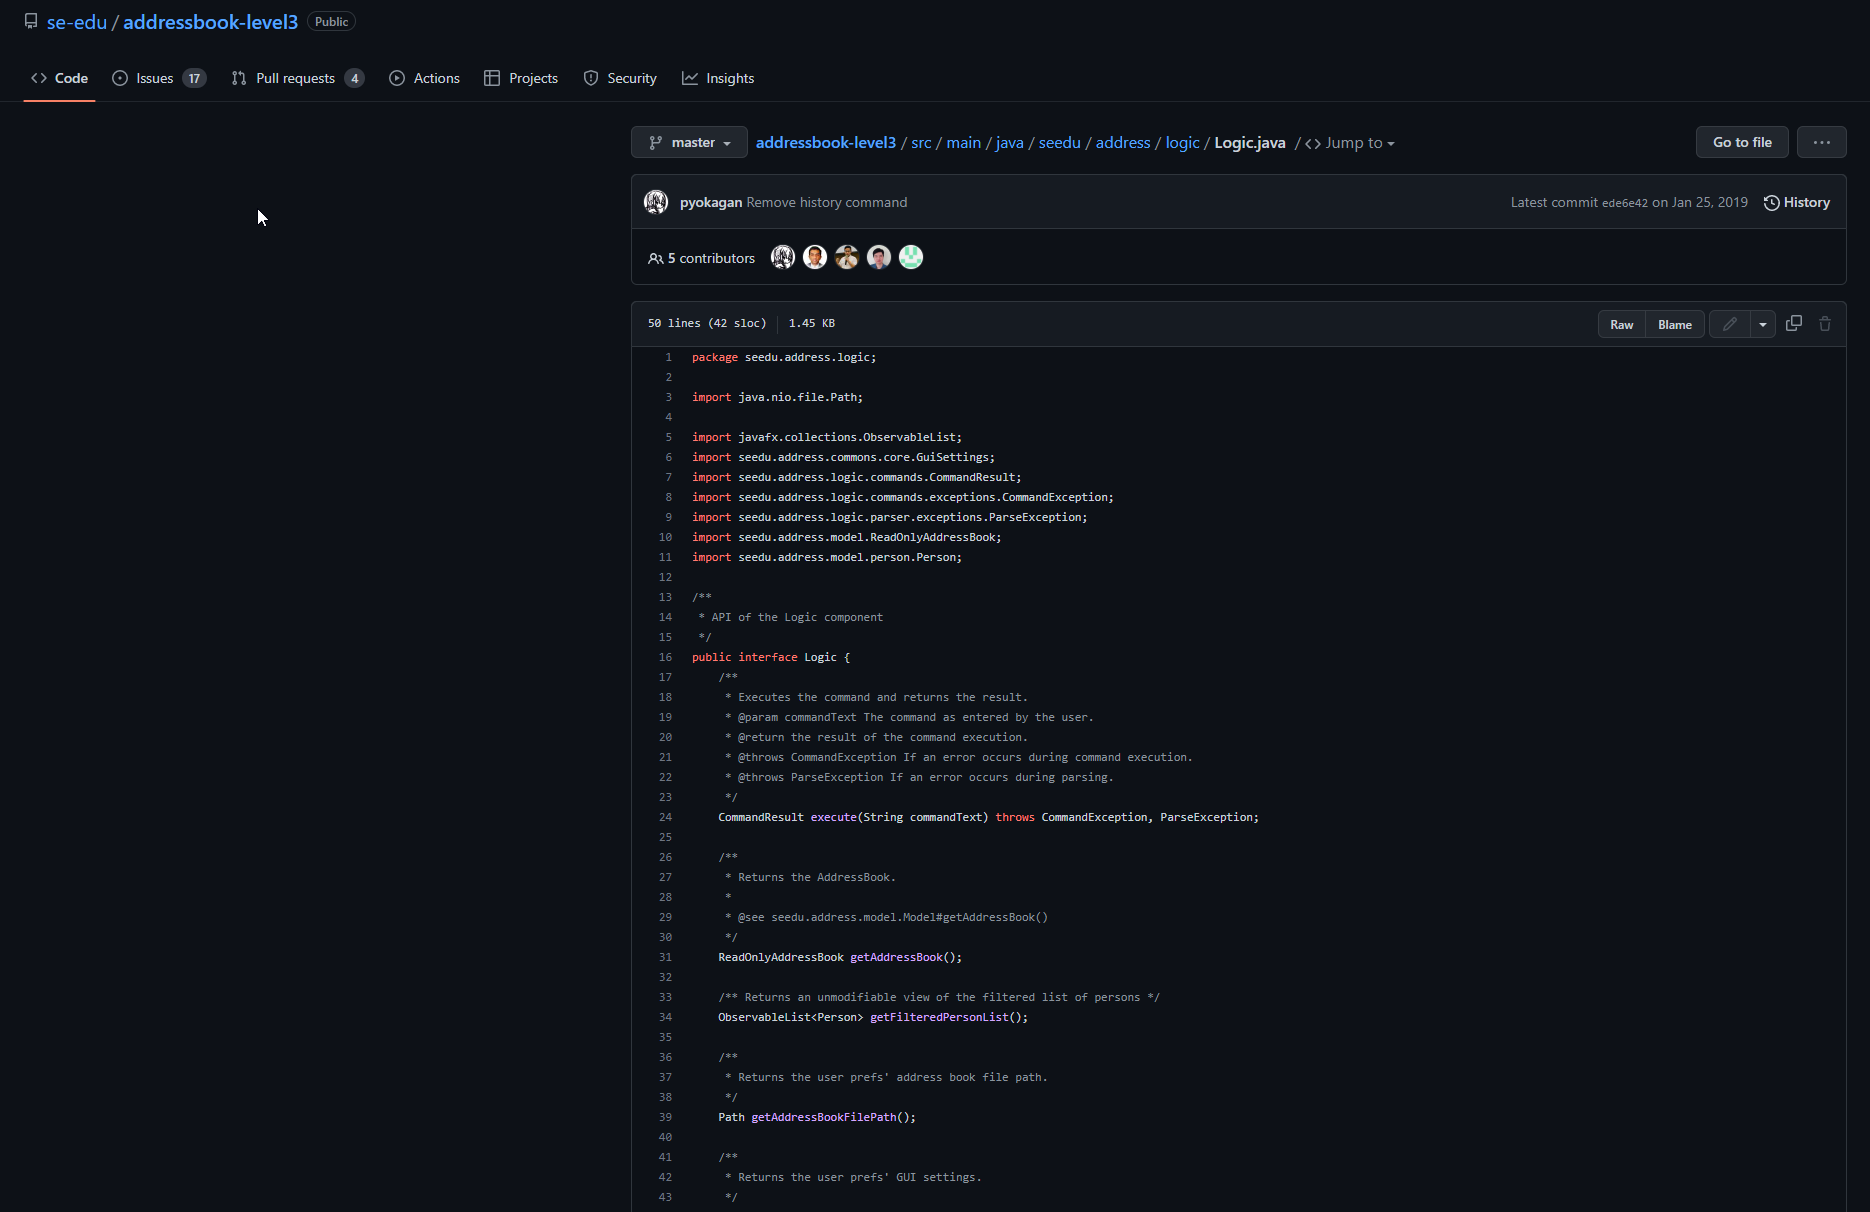 se-edu / addressbook-level3 Public
Code Issues 17 Pull requests 4 Actions Projects Security Insights
master addressbook-level3 / src / main / java / seedu / address / logic / Logic.java / <> Jump to Go to file ...
pyokagan Remove history command Latest commit ede6e42 on Jan 25, 2019 History
5 contributors
50 lines (42 sloc) 1.45 KB Raw Blame
1 package seedu.address.logic;
2
3 import java.nio.file.Path;
4
5 import javafx.collections.ObservableList;
6 import seedu.address.commons.core.GuiSettings;
7 import seedu.address.logic.commands.CommandResult;
8 import seedu.address.logic.commands.exceptions.CommandException;
9 import seedu.address.logic.parser.exceptions.ParseException;
10 import seedu.address.model.ReadOnlyAddressBook;
11 import seedu.address.model.person.Person;
12
13 /**
14  * API of the Logic component
15  */
16 public interface Logic {
17     /**
18      * Executes the command and returns the result.
19      * @param commandText The command as entered by the user.
20      * @return the result of the command execution.
21      * @throws CommandException If an error occurs during command execution.
22      * @throws ParseException If an error occurs during parsing.
23      */
24     CommandResult execute(String commandText) throws CommandException, ParseException;
25
26     /**
27      * Returns the AddressBook.
28      *
29      * @see seedu.address.model.Model#getAddressBook()
30      */
31     ReadOnlyAddressBook getAddressBook();
32
33     /** Returns an unmodifiable view of the filtered list of persons */
34     ObservableList<Person> getFilteredPersonList();
35
36     /**
37      * Returns the user prefs' address book file path.
38      */
39     Path getAddressBookFilePath();
40
41     /**
42      * Returns the user prefs' GUI settings.
43      */